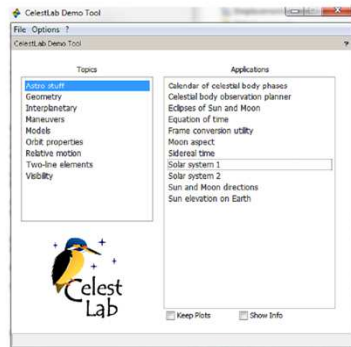 CelestLab Demo Tool
File Options ?
CelestLab Demo Tool
Topics
Astro stuff
Geometry
Interplanetary
Maneuvers
Models
Orbit properties
Relative motion
Two-line elements
Visibility
Applications
Calendar of celestial body phases
Celestial body observation planner
Eclipses of Sun and Moon
Equation of time
Frame conversion utility
Moon aspect
Sidereal time
Solar system 1
Solar system 2
Sun and Moon directions
Sun elevation on Earth
Celest
Lab
Keep Plots
Show Info